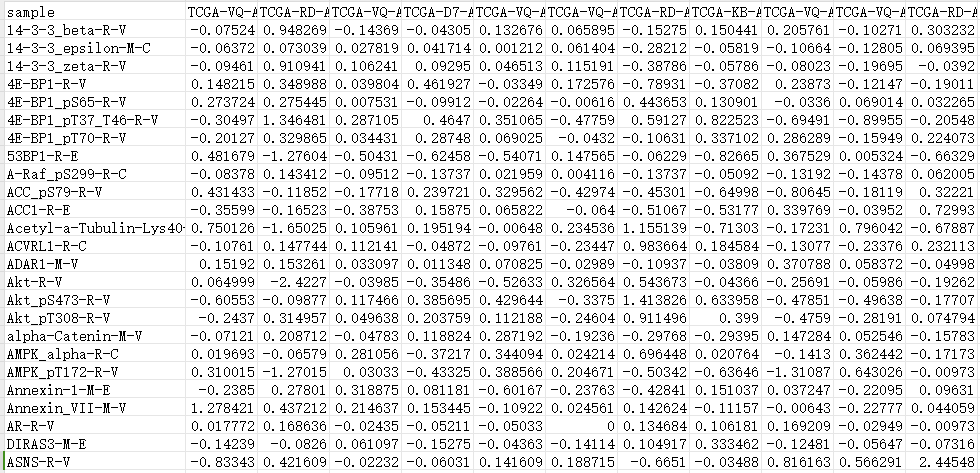 sample TCGA-VQ-A TCGA-RD-A TCGA-VQ-A TCGA-D7-A TCGA-VQ-A TCGA-VQ-A TCGA-RD-A TCGA-KB-A TCGA-VQ-A TCGA-VQ-A TCGA-RD-A
14-3-3_beta-R-V -0.07524 0.948269 -0.14369 -0.04305 0.132676 0.065895 -0.15275 0.150441 0.205761 -0.10271 0.303232
14-3-3_epsilon-M-C -0.06372 0.073039 0.027819 0.041714 0.001212 0.061404 -0.28212 -0.05819 -0.10664 -0.12805 0.069395
14-3-3_zeta-R-V -0.09461 0.910941 0.106241 0.09295 0.046513 0.115191 -0.38786 -0.05786 -0.08023 -0.19695 -0.0392
4E-BP1-R-V 0.148215 0.348988 0.039804 0.461927 -0.03349 0.172576 -0.78931 -0.37082 0.23873 -0.12147 -0.19011
4E-BP1_pS65-R-V 0.273724 0.275445 0.007531 -0.09912 -0.02264 -0.00616 0.443653 0.130901 -0.0336 0.069014 0.032265
4E-BP1_pT37_T46-R-V -0.30497 1.346481 0.287105 0.4647 0.351065 -0.47759 0.59127 0.822523 -0.69491 -0.89955 -0.20548
4E-BP1_pT70-R-V -0.20127 0.329865 0.034431 0.28748 0.069025 -0.0432 -0.10631 0.337102 0.286289 -0.15949 0.224073
53BP1-R-E 0.481679 -1.27604 -0.50431 -0.62458 -0.54071 0.147565 -0.06229 -0.82665 0.367529 0.005324 -0.66329
A-Raf_pS299-R-C -0.08378 0.143412 -0.09512 -0.13737 0.021959 0.004116 -0.13737 -0.05092 -0.13192 -0.14378 0.062005
ACC_pS79-R-V 0.431433 -0.11852 -0.17718 0.239721 0.329562 -0.42974 -0.45301 -0.64998 -0.80645 -0.18119 0.32221
ACC1-R-E -0.35599 -0.16523 -0.38753 0.15875 0.065822 -0.064 -0.51067 -0.53177 0.339769 -0.03952 0.72993
Acetyl-a-Tubulin-Lys40- 0.750126 -1.65025 0.105961 0.195194 -0.00648 0.234536 1.155139 -0.71303 -0.17231 0.796042 -0.67887
ACVRL1-R-C -0.10761 0.147744 0.112141 -0.04872 -0.09761 -0.23447 0.983664 0.184584 -0.13077 -0.23376 0.232113
ADAR1-M-V 0.15192 0.153261 0.033097 0.011348 0.070825 -0.02989 -0.10937 -0.03809 0.370788 0.058372 -0.04998
Akt-R-V 0.064999 -2.4227 -0.03985 -0.35486 -0.52633 0.326564 0.543673 -0.04366 -0.25691 -0.05986 -0.19262
Akt_pS473-R-V -0.60553 -0.09877 0.117466 0.385695 0.429644 -0.3375 1.413826 0.633958 -0.47851 -0.49638 -0.17707
Akt_pT308-R-V -0.2437 0.314957 0.049638 0.203759 0.112188 -0.24604 0.911496 0.399 -0.4759 -0.28191 0.074794
alpha-Catenin-M-V -0.07121 0.208712 -0.04783 0.118824 0.287192 -0.19236 -0.29768 -0.29395 0.147284 0.052546 -0.15783
AMPK_alpha-R-C 0.019693 -0.06579 0.281056 -0.37217 0.344094 0.024214 0.696448 0.020764 -0.1413 0.362442 -0.17173
AMPK_pT172-R-V 0.310015 -1.27015 0.03033 -0.43325 0.388566 0.204671 -0.50342 -0.63646 -1.31087 0.643026 -0.00973
Annexin-1-M-E -0.2385 0.27801 0.318875 0.081181 -0.60167 -0.23763 -0.42841 0.151037 0.037247 -0.22095 0.09631
Annexin_VII-M-V 1.278421 0.437212 0.214637 0.153445 -0.10922 0.024561 0.142624 -0.11157 -0.00643 -0.22777 0.044059
AR-R-V 0.017772 0.168636 -0.02435 -0.05211 -0.05033 0 0.134684 0.106181 0.169209 -0.02949 -0.00973
DIRAS3-M-E -0.14239 -0.0826 0.061097 -0.15275 -0.04363 -0.14114 0.104917 0.333462 -0.12481 -0.05647 -0.07316
ASNS-R-V -0.83343 0.421609 -0.02232 -0.06031 0.141609 0.188715 -0.6651 -0.03488 0.816163 0.566291 2.44548